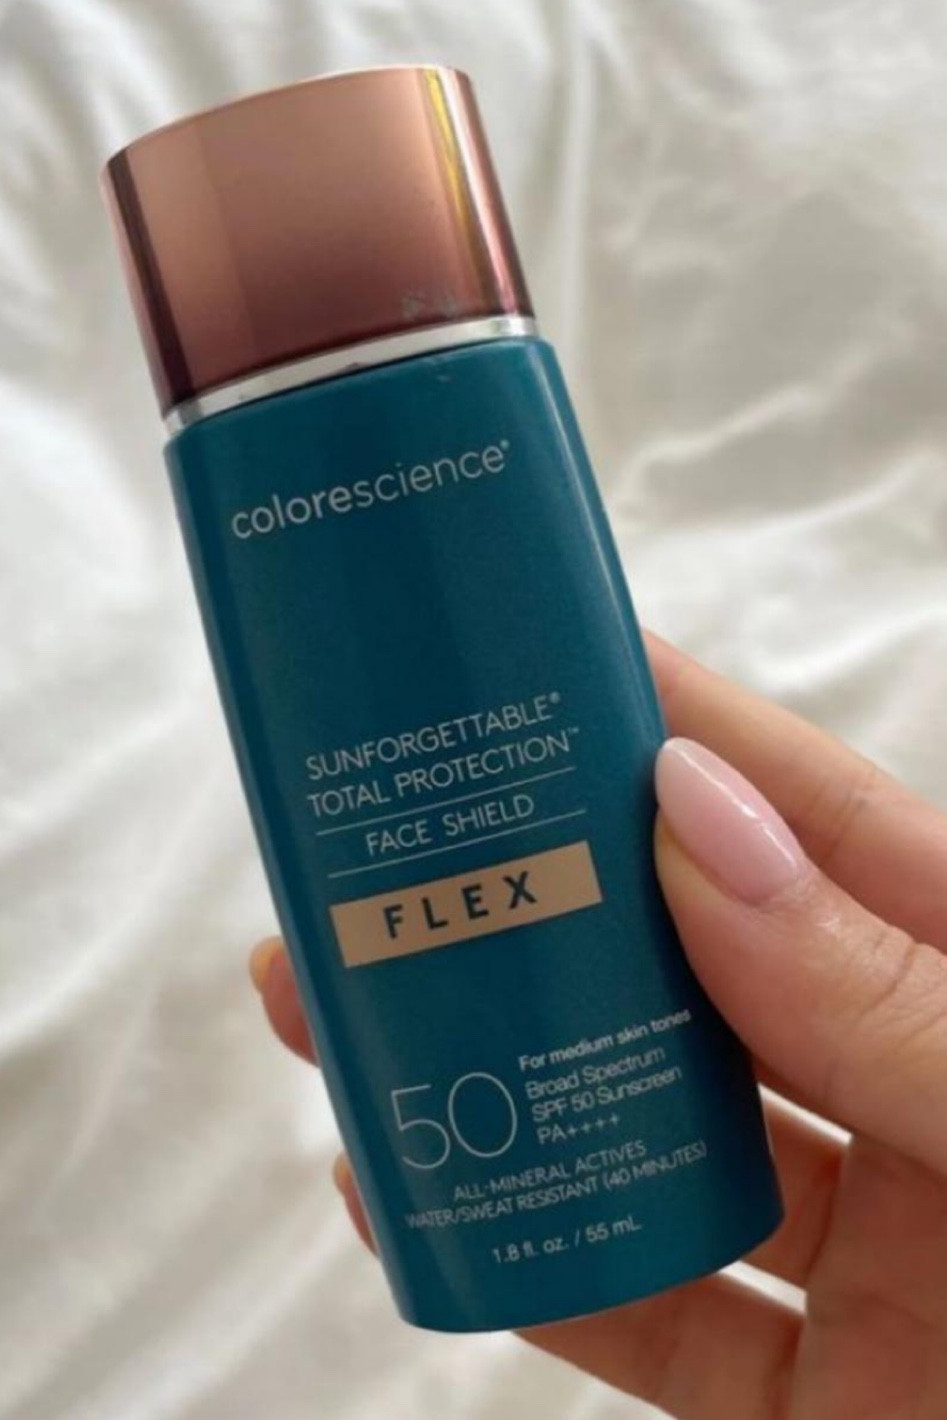 colorescience®
SUNFORGETTABLE®
TOTAL PROTECTION™
FACE SHIELD
FLEX
50
For medium skin tones
Broad Spectrum
SPF 50 Sunscreen
PA++++
ALL-MINERAL ACTIVES
WATER/SWEAT RESISTANT (40 MINUTES)
1.8 fl. oz. / 55 mL